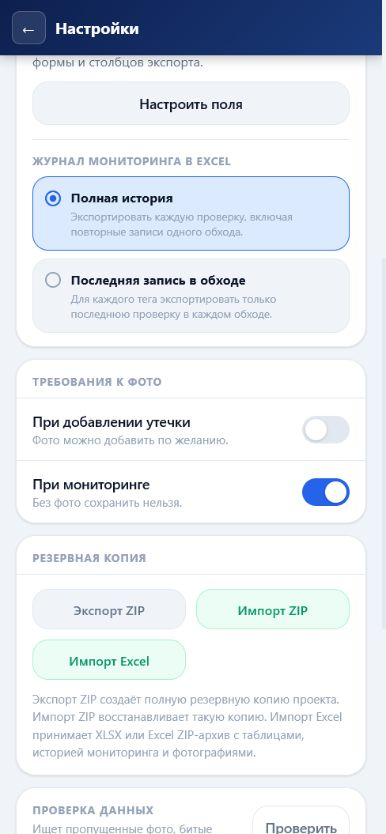 ← Настройки
формы и столбцов экспорта.
Настроить поля
ЖУРНАЛ МОНИТОРИНГА В EXCEL
Полная история
Экспортировать каждую проверку, включая
повторные записи одного обхода.
Последняя запись в обходе
Для каждого тега экспортировать только
последнюю проверку в каждом обходе.
ТРЕБОВАНИЯ К ФОТО
При добавлении утечки
Фото можно добавить по желанию.
При мониторинге
Без фото сохранить нельзя.
РЕЗЕРВНАЯ КОПИЯ
Экспорт ZIP
Импорт ZIP
Импорт Excel
Экспорт ZIP создаёт полную резервную копию проекта.
Импорт ZIP восстанавливает такую копию. Импорт Excel
принимает XLSX или Excel ZIP-архив с таблицами,
историей мониторинга и фотографиями.
ПРОВЕРКА ДАННЫХ
Ищет пропущенные фото, битые
Проверить